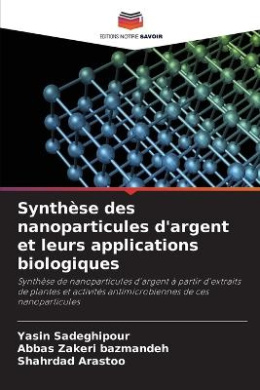 EDITIONS NOTRE SAVOIR
Synthèse des
nanoparticules d'argent
et leurs applications
biologiques
Synthèse de nanoparticules d'argent à partir d'extraits
de plantes et activités antimicrobiennes de ces
nanoparticules
Yasin Sadeghipour
Abbas Zakeri bazmandeh
Shahrdad Arastoo